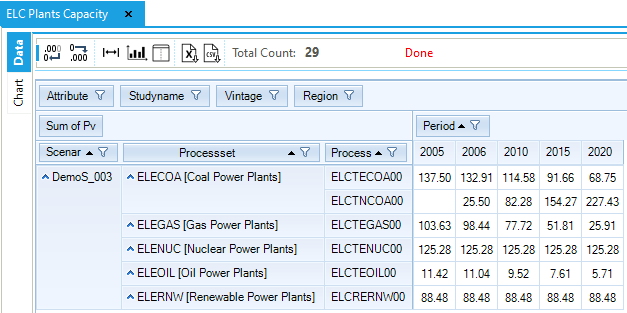 ELC Plants Capacity ×
Data
Chart
.000 .000 Total Count: 29 Done
Attribute Studyname Vintage Region
Sum of Pv Period
Scenar Processset Process 2005 2006 2010 2015 2020
DemoS_003 ELECOA [Coal Power Plants] ELCTECOA00 137.50 132.91 114.58 91.66 68.75
ELCTNCOA00 25.50 82.28 154.27 227.43
ELEGAS [Gas Power Plants] ELCTEGAS00 103.63 98.44 77.72 51.81 25.91
ELENUC [Nuclear Power Plants] ELCTENUC00 125.28 125.28 125.28 125.28 125.28
ELEOIL [Oil Power Plants] ELCTEOIL00 11.42 11.04 9.52 7.61 5.71
ELERNW [Renewable Power Plants] ELCRERNW00 88.48 88.48 88.48 88.48 88.48